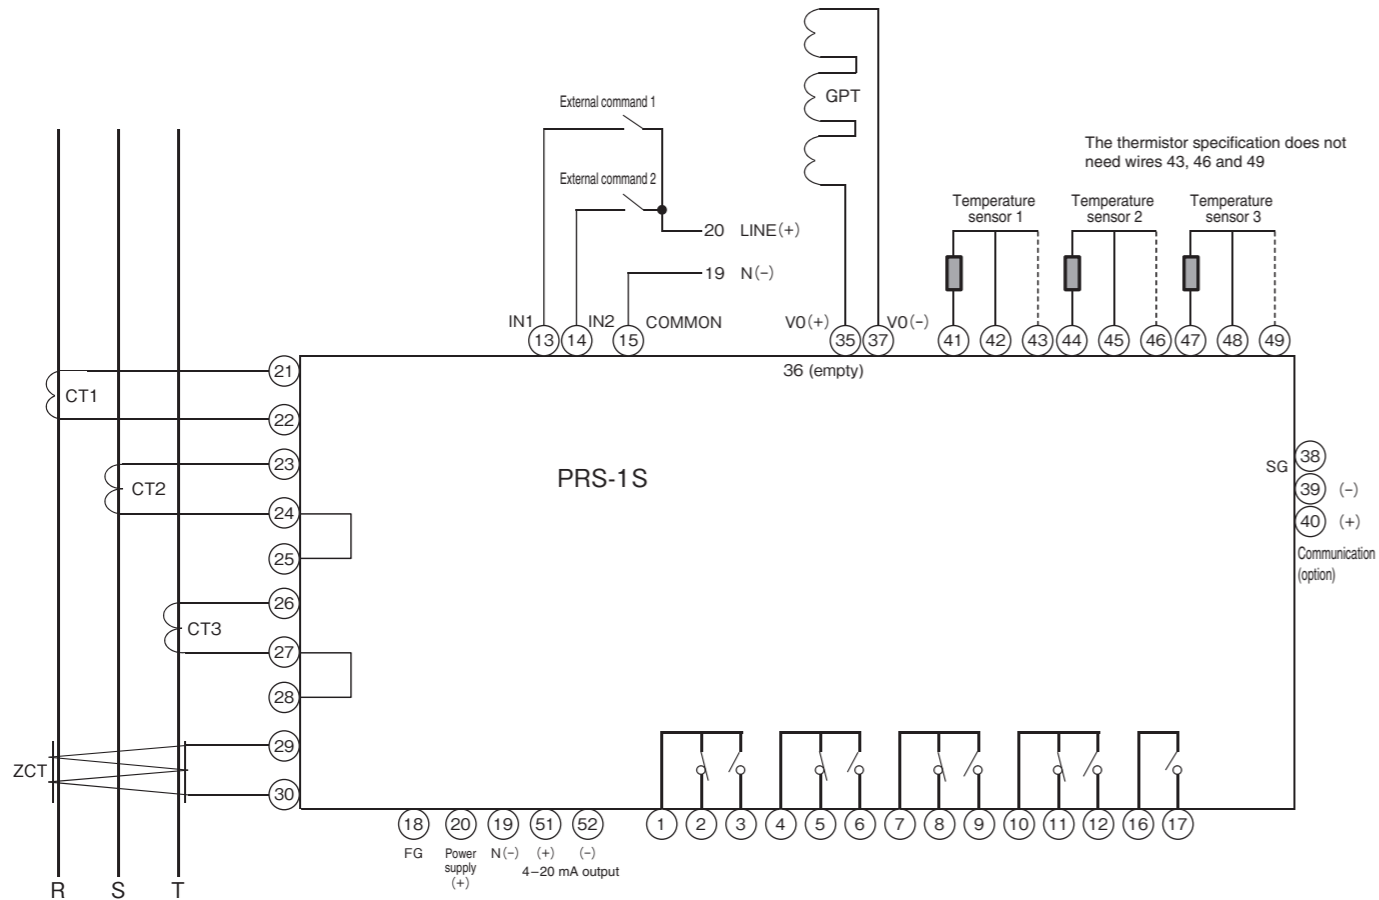 GPT
External command 1
The thermistor specification does not
need wires 43, 46 and 49
External command 2
Temperature
sensor 1
Temperature
sensor 2
Temperature
sensor 3
20 LINE(+)
19 N(−)
IN1
IN2
COMMON
V0(+)
V0(−)
13
14
15
35
37
41
42
43
44
45
46
47
48
49
36 (empty)
21
CT1
22
23
CT2
24
25
26
CT3
27
28
29
ZCT
30
PRS-1S
SG
38
39 (−)
40 (+)
Communication
(option)
18
20
19
51
52
1
2
3
4
5
6
7
8
9
10
11
12
16
17
FG
Power
supply
(+)
N(−)
(+)
(−)
4–20 mA output
R
S
T